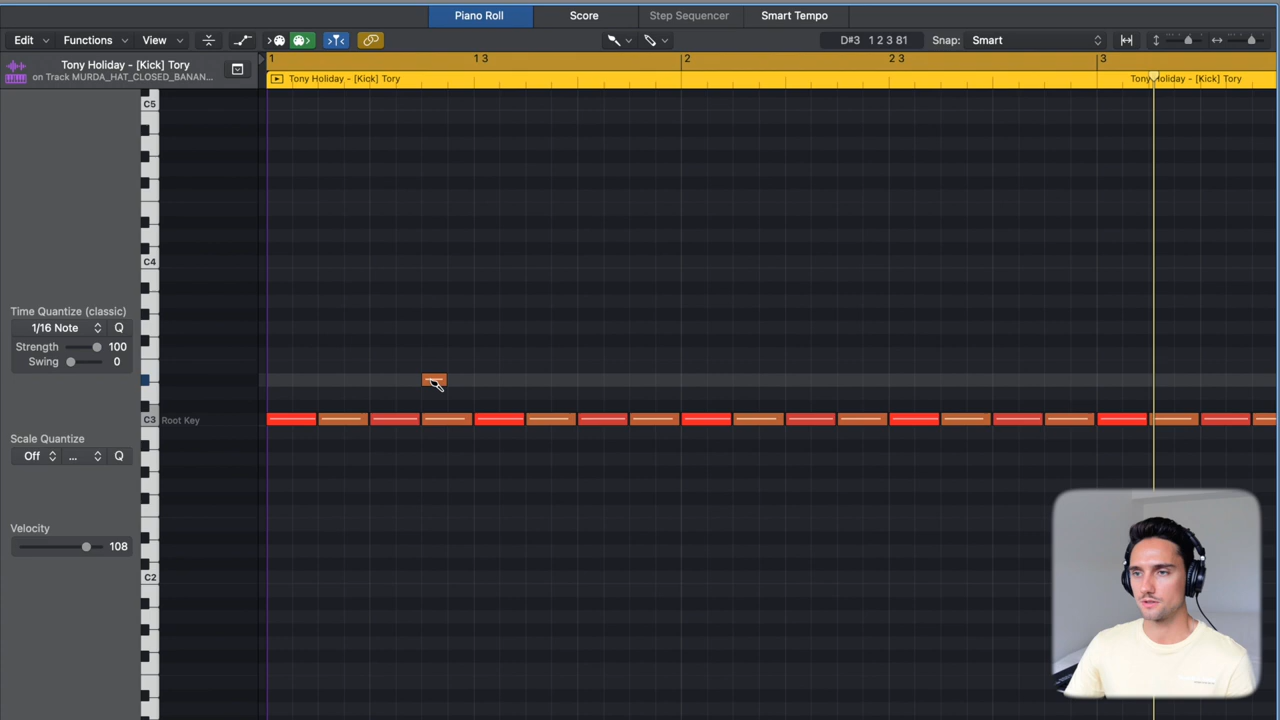 Piano Roll
Score
Step Sequencer
Smart Tempo
Edit
Functions
View
D#3 1 2 3 81
Snap:
Smart
Tony Holiday - [Kick] Tory
on Track MURDA_HAT_CLOSED_BANAN...
1
1 3
2
2 3
3
Tony Holiday - [Kick] Tory
Tony Holiday - [Kick] Tory
C5
C4
Time Quantize (classic)
1/16 Note
Q
Strength
100
Swing
0
C3
Root Key
Scale Quantize
Off
...
Q
Velocity
108
C2